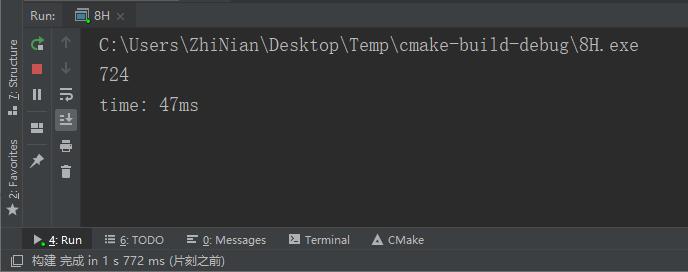 Run: 8H
C:\Users\ZhiNian\Desktop\Temp\cmake-build-debug\8H.exe
724
time: 47ms
7: Structure
2: Favorites
4: Run 6: TODO 0: Messages Terminal CMake
构建 完成 in 1 s 772 ms (片刻之前)